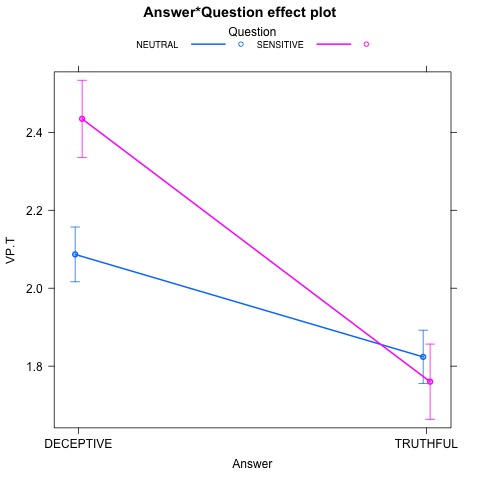 Answer*Question effect plot
Question
NEUTRAL SENSITIVE
2.4
2.2
2.0
1.8
VP.T
DECEPTIVE TRUTHFUL
Answer